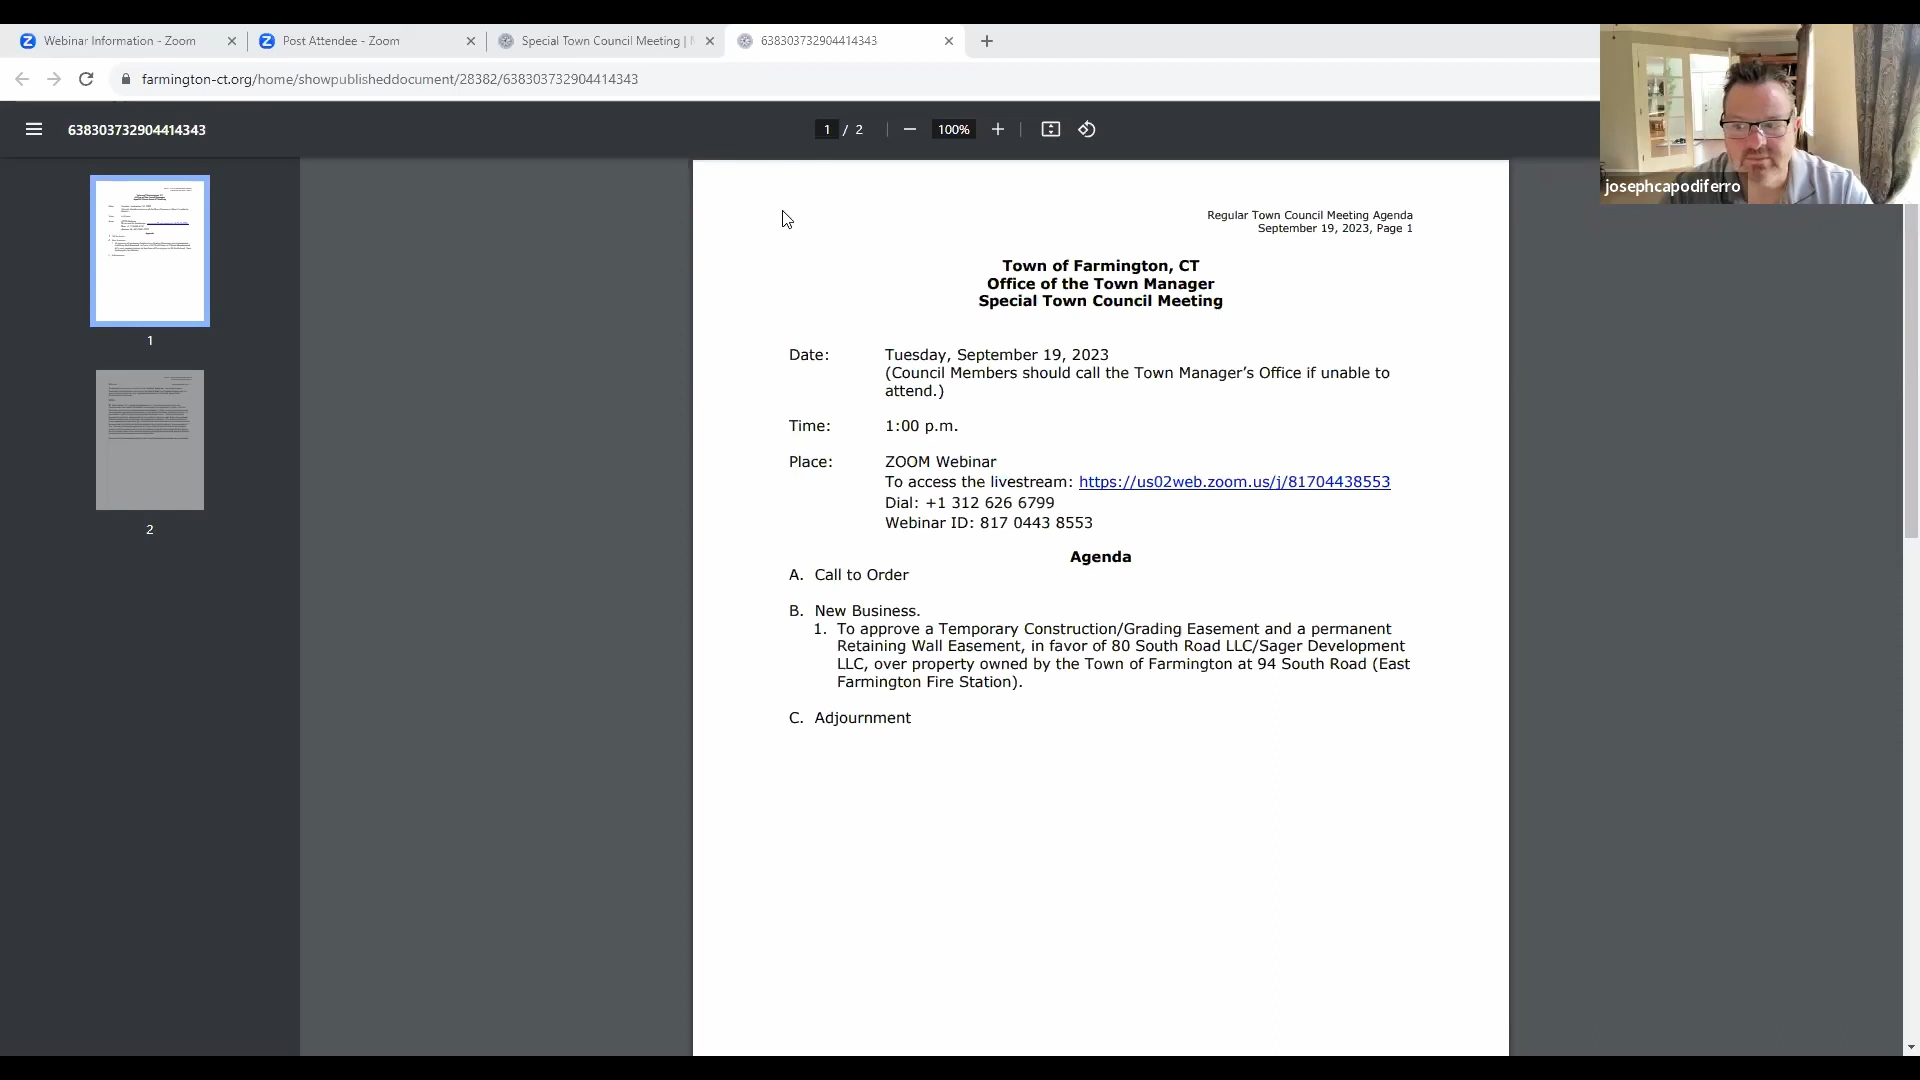 Webinar Information - Zoom
Post Attendee - Zoom
Special Town Council Meeting |
638303732904414343
farmington-ct.org/home/showpublisheddocument/28382/638303732904414343
638303732904414343
1 / 2
100%
josephcapodiferro
1
2
Regular Town Council Meeting Agenda
September 19, 2023, Page 1
Town of Farmington, CT
Office of the Town Manager
Special Town Council Meeting
Date: Tuesday, September 19, 2023
(Council Members should call the Town Manager’s Office if unable to
attend.)
Time: 1:00 p.m.
Place: ZOOM Webinar
To access the livestream: https://us02web.zoom.us/j/81704438553
Dial: +1 312 626 6799
Webinar ID: 817 0443 8553
Agenda
A. Call to Order
B. New Business.
1. To approve a Temporary Construction/Grading Easement and a permanent
Retaining Wall Easement, in favor of 80 South Road LLC/Sager Development
LLC, over property owned by the Town of Farmington at 94 South Road (East
Farmington Fire Station).
C. Adjournment